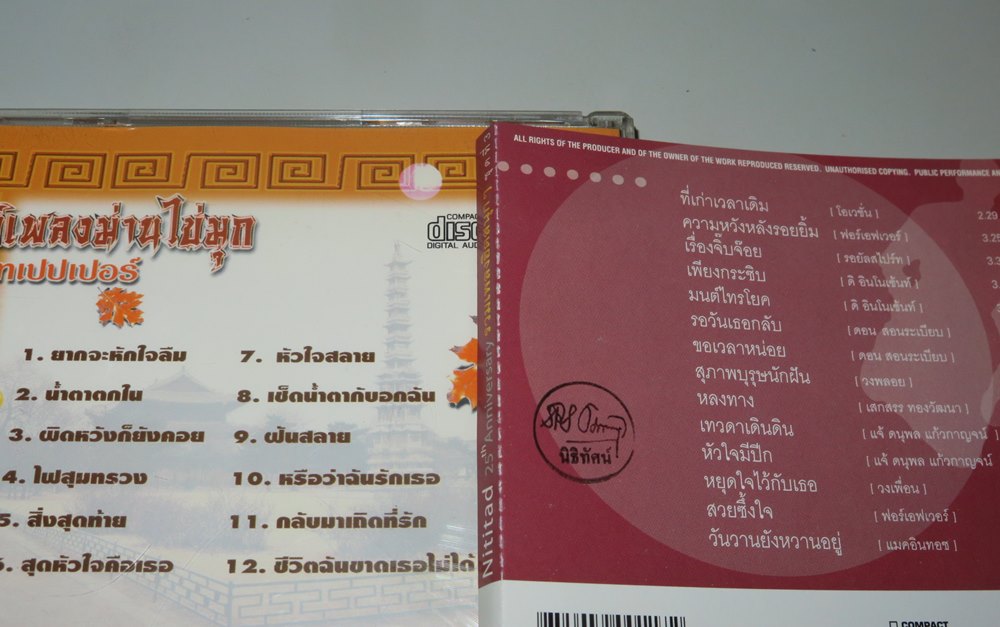 เพลงม่านไข่มุก
เปปเปอร์
COMPACT
disc
DIGITAL AUDIO
1. ยากจะหักใจลืม
2. น้ำตาตกใน
3. ผิดหวังก็ยังคอย
4. ไฟสุมทรวง
5. สิ่งสุดท้าย
6. สุดหัวใจคือเธอ
7. หัวใจสลาย
8. เช็ดน้ำตากับอกฉัน
9. ฝันสลาย
10. หรือว่าฉันรักเธอ
11. กลับมาเถิดที่รัก
12. ชีวิตฉันขาดเธอไม่ได้
Nititad 25th Anniversary
ALL RIGHTS OF THE PRODUCER AND OF THE OWNER OF THE WORK REPRODUCED RESERVED. UNAUTHORISED COPYING. PUBLIC PERFORMANCE AN
ที่เก่าเวลาเดิม [ โอเวชั่น ] 2.29
ความหวังหลังรอยยิ้ม [ ฟอร์เอฟเวอร์ ] 3.25
เรื่องจิ๊บจ๊อย [ รอยัลสไปร์ท ] 3.3
เพียงกระซิบ [ ดิ อินโนเซ้นท์ ] 3.
มนต์ไทรโยค [ ดิ อินโนเซ้นท์ ]
รอวันเธอกลับ [ ดอน สอนระเบียบ ]
ขอเวลาหน่อย [ ดอน สอนระเบียบ ]
สุภาพบุรุษนักฝัน [ วงพลอย ]
หลงทาง [ เสกสรร ทองวัฒนา ]
เทวดาเดินดิน [ แจ้ ดนุพล แก้วกาญจน์ ]
หัวใจมีปีก [ แจ้ ดนุพล แก้วกาญจน์ ]
หยุดใจไว้กับเธอ [ วงเพื่อน ]
สวยซึ้งใจ [ ฟอร์เอฟเวอร์ ]
วันวานยังหวานอยู่ [ แมคอินทอช ]
นิธิทัศน์
COMPACT